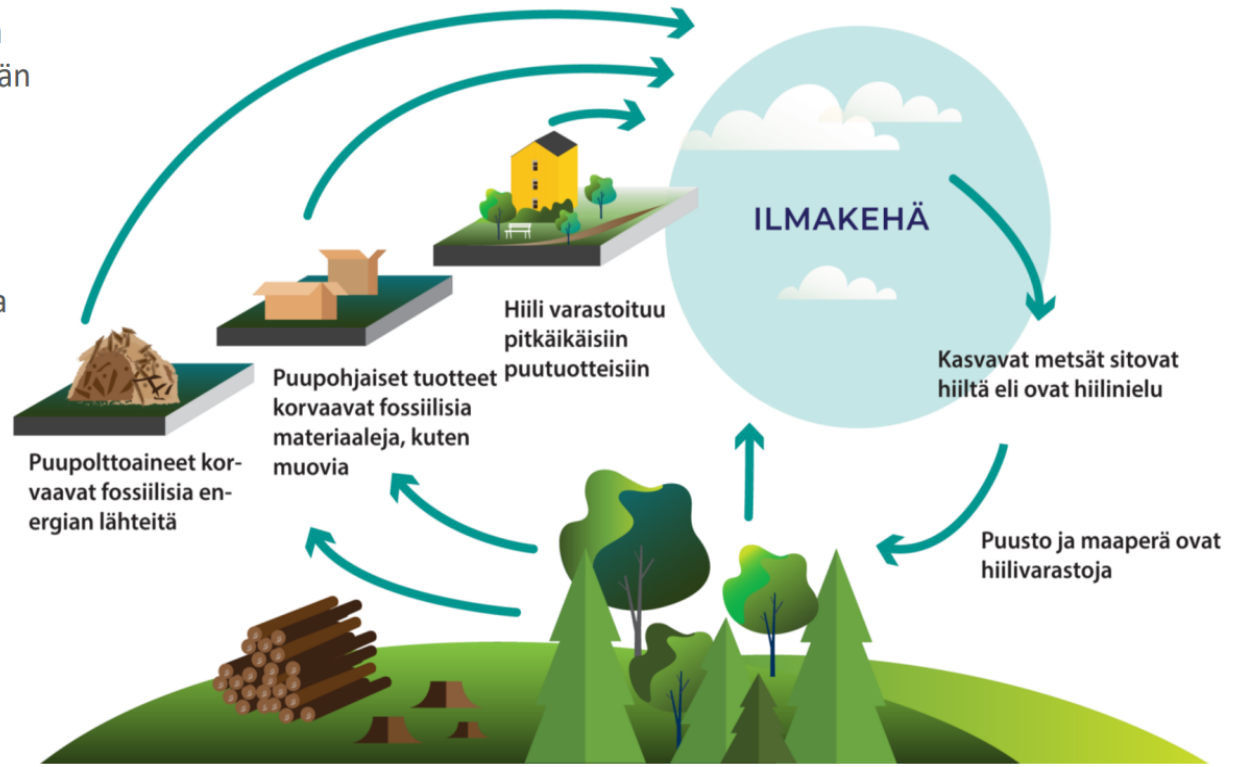 än
a
ILMAKEHÄ
Hiili varastoituu
pitkäikäisiin
puutuotteisiin
Kasvavat metsät sitovat
hiiltä eli ovat hiilinielu
Puupohjaiset tuotteet
korvaavat fossiilisia
materiaaleja, kuten
muovia
Puupolttoaineet kor-
vaavat fossiilisia en-
ergian lähteitä
Puusto ja maaperä ovat
hiilivarastoja